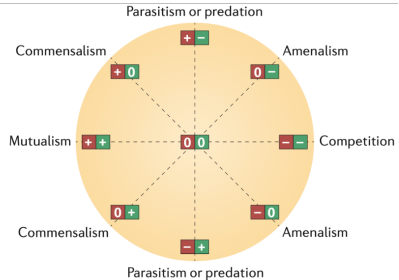 Parasitism or predation
+ −
Commensalism
+ 0
Amenalism
0 −
Mutualism
+ +
0 0
− −
Competition
0 +
Commensalism
− 0
Amenalism
− +
Parasitism or predation